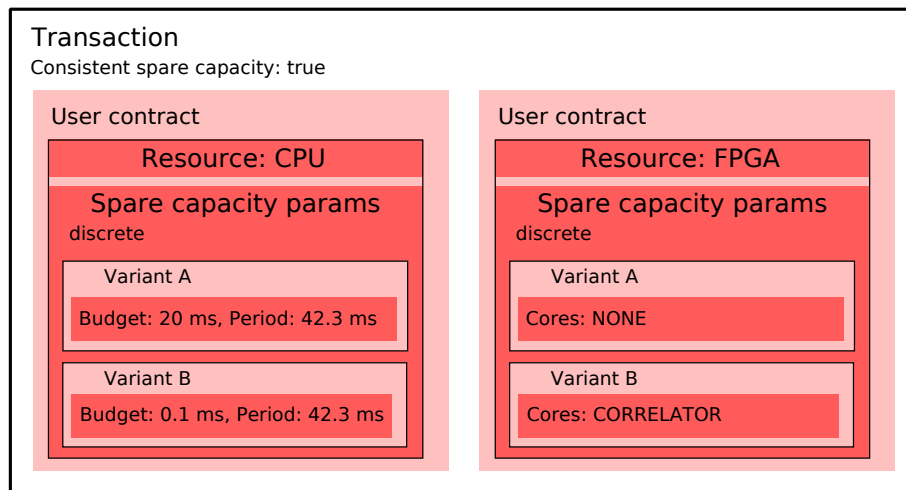 Transaction
Consistent spare capacity: true
User contract
Resource: CPU
Spare capacity params
discrete
Variant A
Budget: 20 ms, Period: 42.3 ms
Variant B
Budget: 0.1 ms, Period: 42.3 ms
User contract
Resource: FPGA
Spare capacity params
discrete
Variant A
Cores: NONE
Variant B
Cores: CORRELATOR